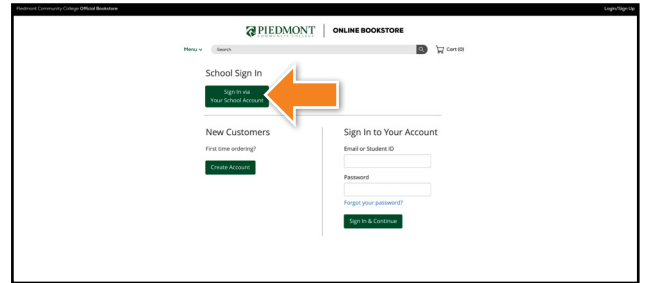 Piedmont Community College Official Bookstore
Login/Sign Up
PIEDMONT
COMMUNITY COLLEGE
ONLINE BOOKSTORE
Menu
Search
Cart (0)
School Sign In
Sign In via
Your School Account
New Customers
First time ordering?
Create Account
Sign In to Your Account
Email or Student ID
Password
Forgot your password?
Sign In & Continue